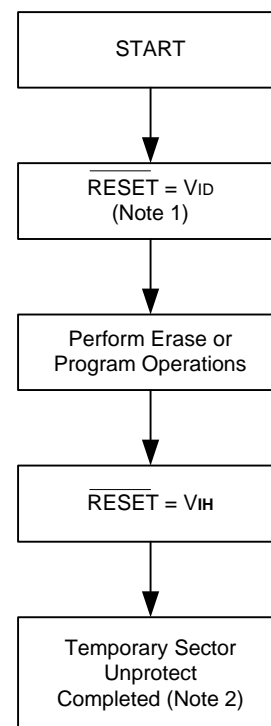 START
RESET = VID
(Note 1)
Perform Erase or
Program Operations
RESET = VIH
Temporary Sector
Unprotect
Completed (Note 2)